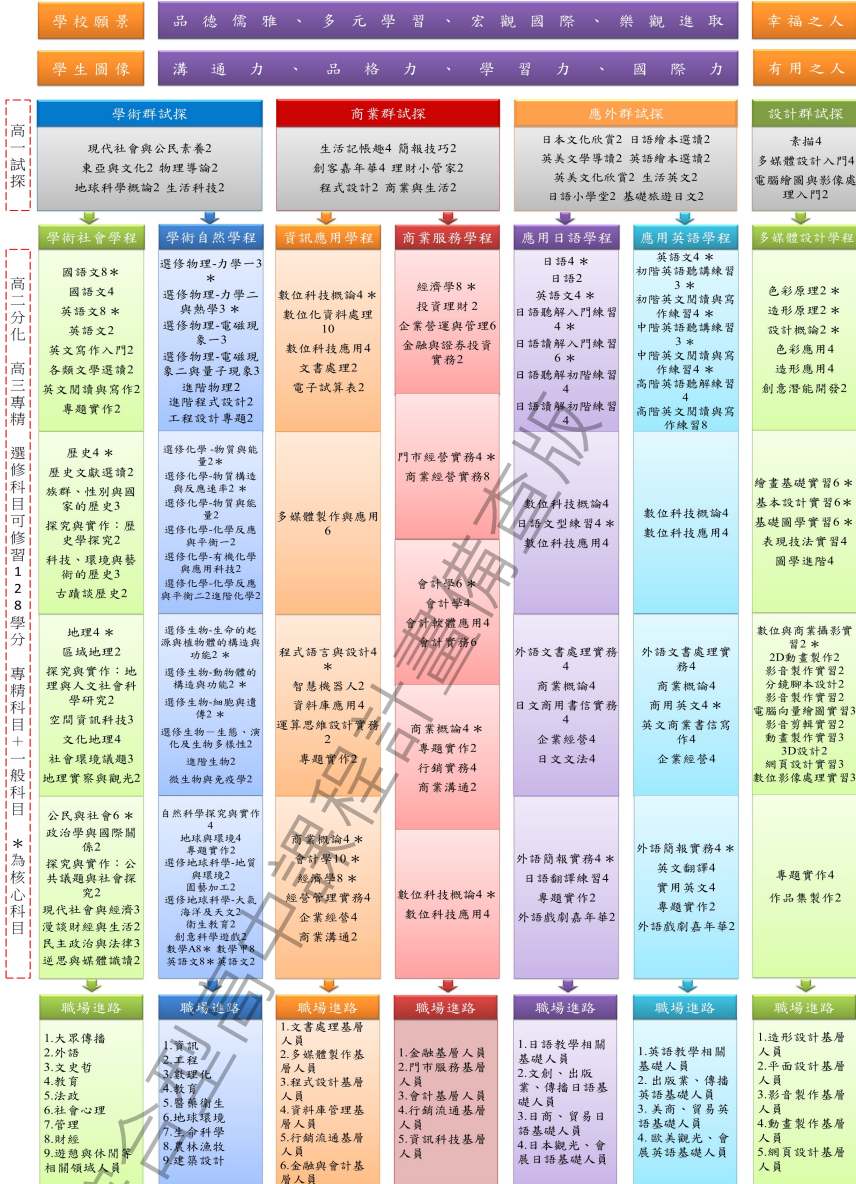 學校願景
品德儒雅、多元學習、宏觀國際、樂觀進取
幸福之人
學生圖像
溝通力、品格力、學習力、國際力
有用之人
高一試探
學術群試探
現代社會與公民素養2
東亞與文化2 物理導論2
地球科學概論2 生活科技2
商業群試探
生活記帳趣4 簡報技巧2
創客嘉年華4 理財小管家2
程式設計2 商業與生活2
應外群試探
日本文化欣賞2 日語繪本選讀2
英美文學導讀2 英語繪本選讀2
英美文化欣賞2 生活英文2
日語小學堂2 基礎旅遊日文2
設計群試探
素描4
多媒體設計入門4
電腦繪圖與影像處
理入門2
高二分化 高三專精 選修科目可修習128學分 專精科目＋一般科目 ＊為核心科目
學術社會學程
國語文8＊
國語文4
英語文8＊
英語文2
英文寫作入門2
各類文學選讀2
英文閱讀與寫作2
專題實作2
歷史4＊
歷史文獻選讀2
族群、性別與國
家的歷史3
探究與實作：歷
史學探究2
科技、環境與藝
術的歷史3
古蹟談歷史2
地理4＊
區域地理2
探究與實作：地
理與人文社會科
學研究2
空間資訊科技3
文化地理4
社會環境議題3
地理實察與觀光2
公民與社會6＊
政治學與國際關
係2
探究與實作：公
共議題與社會探
究2
現代社會與經濟3
漫談財經與生活2
民主政治與法律3
逆思與媒體識讀2
學術自然學程
選修物理-力學一3
＊
選修物理-力學二
與熱學3＊
選修物理-電磁現
象一3
選修物理-電磁現
象二與量子現象3
進階物理2
進階程式設計2
工程設計專題2
選修化學-物質與能
量2＊
選修化學-物質構造
與反應速率2＊
選修化學-物質與能
量2
選修化學-化學反應
與平衡一2
選修化學-有機化學
與應用科技2
選修化學-化學反應
與平衡二2進階化學2
選修生物-生命的起
源與植物體的構造與
功能2＊
選修生物-動物體的
構造與功能2＊
選修生物-細胞與遺
傳2＊
選修生物－生態、演
化及生物多樣性2
進階生物2
微生物與免疫學2
自然科學探究與實作
4
地球與環境4
專題實作2
選修地球科學-地質
與環境2
園藝加工2
選修地球科學-大氣
海洋及天文2
衛生教育2
創意科學遊戲2
數學A8＊ 數學甲8
英語文8＊英語文2
資訊應用學程
數位科技概論4＊
數位化資料處理
10
數位科技應用4
文書處理2
電子試算表2
多媒體製作與應用
6
程式語言與設計4
＊
智慧機器人2
資料庫應用4
運算思維設計實務
2
專題實作2
商業概論4＊
會計學10＊
經濟學8＊
經營管理實務4
企業經營4
商業溝通2
商業服務學程
經濟學8＊
投資理財2
企業營運與管理6
金融與證券投資
實務2
門市經營實務4＊
商業經營實務8
會計學6＊
會計學4
會計軟體應用4
會計實務6
商業概論4＊
專題實作2
行銷實務4
商業溝通2
數位科技概論4＊
數位科技應用4
應用日語學程
日語4＊
日語2
英語文4＊
日語聽解入門練習
4＊
日語讀解入門練習
6＊
日語聽解初階練習
4
日語讀解初階練習
4
數位科技概論4
日語文型練習4＊
數位科技應用4
外語文書處理實務
4
商業概論4
日文商用書信實務
4
企業經營4
日文文法4
外語簡報實務4＊
日語翻譯練習4
專題實作2
外語戲劇嘉年華2
應用英語學程
英語文4＊
初階英語聽講練習
3＊
初階英文閱讀與寫
作練習4＊
中階英語聽講練習
3＊
中階英文閱讀與寫
作練習4＊
高階英語聽解練習
4
高階英文閱讀與寫
作練習8
數位科技概論4
數位科技應用4
外語文書處理實
務4
商業概論4
商用英文4＊
英文商業書信寫
作4
企業經營4
外語簡報實務4＊
英文翻譯4
實用英文4
專題實作2
外語戲劇嘉年華2
多媒體設計學程
色彩原理2＊
造形原理2＊
設計概論2＊
色彩應用4
造形應用4
創意潛能開發2
繪畫基礎實習6＊
基本設計實習6＊
基礎圖學實習6＊
表現技法實習4
圖學進階4
數位與商業攝影實
習2＊
2D動畫製作2
影音製作實習2
分鏡腳本設計2
影音製作實習2
電腦向量繪圖實習3
影音剪輯實習2
動畫製作實習3
3D設計2
網頁設計實習3
數位影像處理實習3
專題實作4
作品集製作2
職場進路
1.大眾傳播
2.外語
3.文史哲
4.教育
5.法政
6.社會心理
7.管理
8.財經
9.遊憩與休閒等
相關領域人員
職場進路
1.資訊
2.工程
3.數理化
4.教育
5.醫藥衛生
6.地球環境
7.生命科學
8.農林漁牧
9.建築設計
職場進路
1.文書處理基層
人員
2.多媒體製作基
層人員
3.程式設計基層
人員
4.資料庫管理基
層人員
5.行銷流通基層
人員
6.金融與會計基
層人員
職場進路
1.金融基層人員
2.門市服務基層
人員
3.會計基層人員
4.行銷流通基層
人員
5.資訊科技基層
人員
職場進路
1.日語教學相關
基礎人員
2.文創、出版
業、傳播日語基
礎人員
3.日商、貿易日
語基礎人員
4.日本觀光、會
展日語基礎人員
職場進路
1.英語教學相關
基礎人員
2. 出版業、傳播
英語基礎人員
3. 美商、貿易英
語基礎人員
4. 歐美觀光、會
展英語基礎人員
職場進路
1.造形設計基層
人員
2.平面設計基層
人員
3.影音製作基層
人員
4.動畫製作基層
人員
5.網頁設計基層
人員
合型高中課程計畫備查版